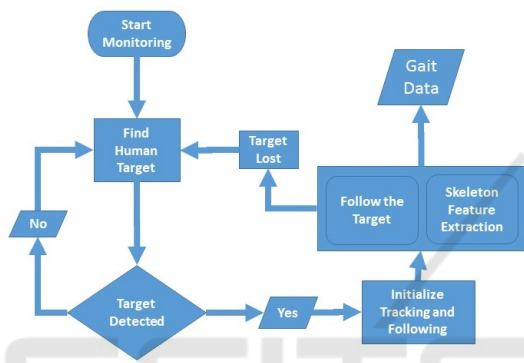 Start
Monitoring
Find
Human
Target
Target
Lost
Gait
Data
Follow the
Target
Skeleton
Feature
Extraction
No
Target
Detected
Yes
Initialize
Tracking and
Following